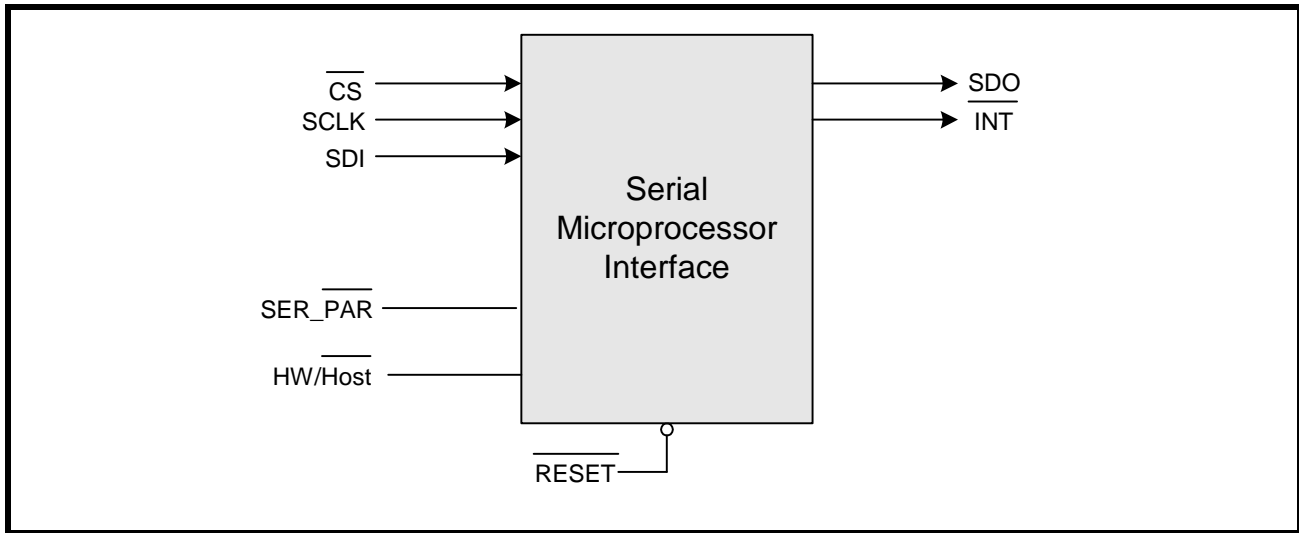 CS
SCLK
SDI
SER_PAR
HW/Host
Serial
Microprocessor
Interface
SDO
INT
RESET